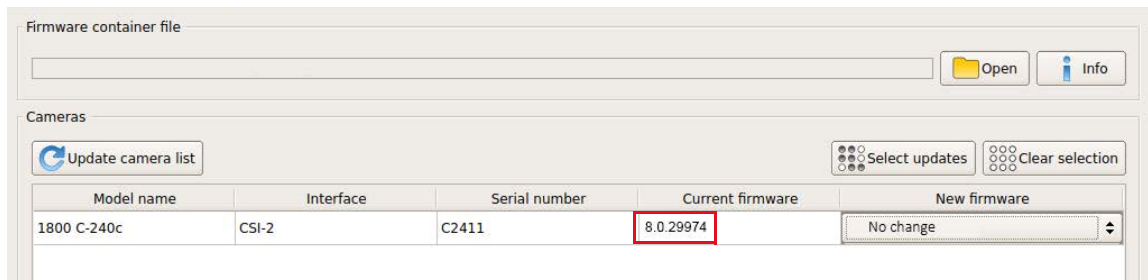 Firmware container file
Open
Info
Cameras
Update camera list
Select updates
Clear selection
Model name Interface Serial number Current firmware New firmware
1800 C-240c CSI-2 C2411 8.0.29974 No change